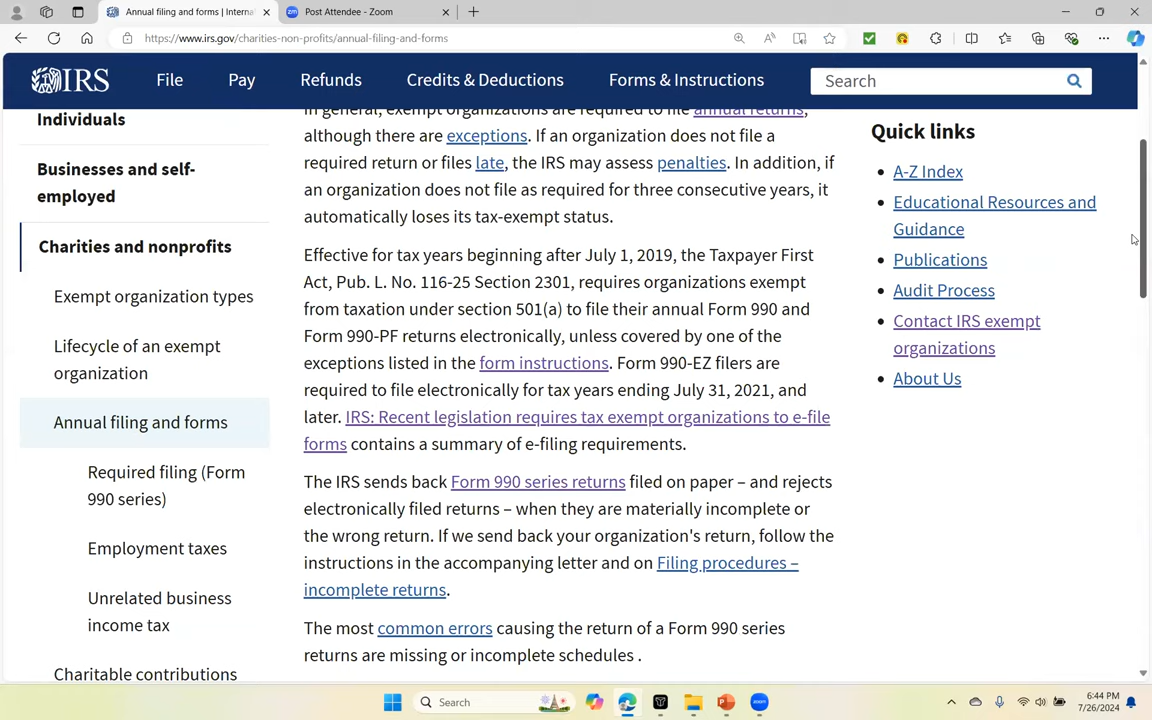 Annual filing and forms | Interna
Post Attendee - Zoom
https://www.irs.gov/charities-non-profits/annual-filing-and-forms
IRS
File
Pay
Refunds
Credits & Deductions
Forms & Instructions
Search
Individuals
Businesses and self-
employed
Charities and nonprofits
Exempt organization types
Lifecycle of an exempt
organization
Annual filing and forms
Required filing (Form
990 series)
Employment taxes
Unrelated business
income tax
Charitable contributions
In general, exempt organizations are required to file annual returns,
although there are exceptions. If an organization does not file a
required return or files late, the IRS may assess penalties. In addition, if
an organization does not file as required for three consecutive years, it
automatically loses its tax-exempt status.
Effective for tax years beginning after July 1, 2019, the Taxpayer First
Act, Pub. L. No. 116-25 Section 2301, requires organizations exempt
from taxation under section 501(a) to file their annual Form 990 and
Form 990-PF returns electronically, unless covered by one of the
exceptions listed in the form instructions. Form 990-EZ filers are
required to file electronically for tax years ending July 31, 2021, and
later. IRS: Recent legislation requires tax exempt organizations to e-file
forms contains a summary of e-filing requirements.
The IRS sends back Form 990 series returns filed on paper – and rejects
electronically filed returns – when they are materially incomplete or
the wrong return. If we send back your organization's return, follow the
instructions in the accompanying letter and on Filing procedures –
incomplete returns.
The most common errors causing the return of a Form 990 series
returns are missing or incomplete schedules .
Quick links
A-Z Index
Educational Resources and
Guidance
Publications
Audit Process
Contact IRS exempt
organizations
About Us
Search
6:44 PM
7/26/2024